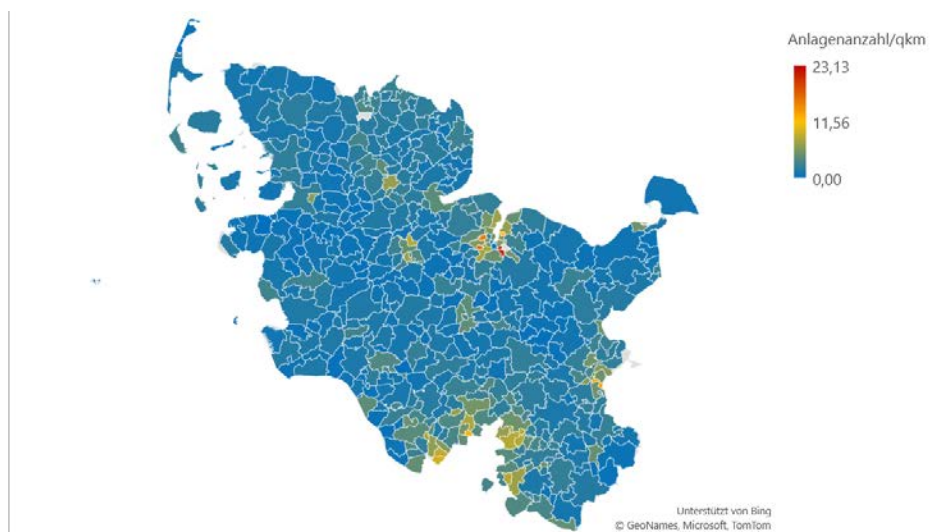 Anlagenanzahl/qkm
23,13
11,56
0,00
Unterstützt von Bing
© GeoNames, Microsoft, TomTom